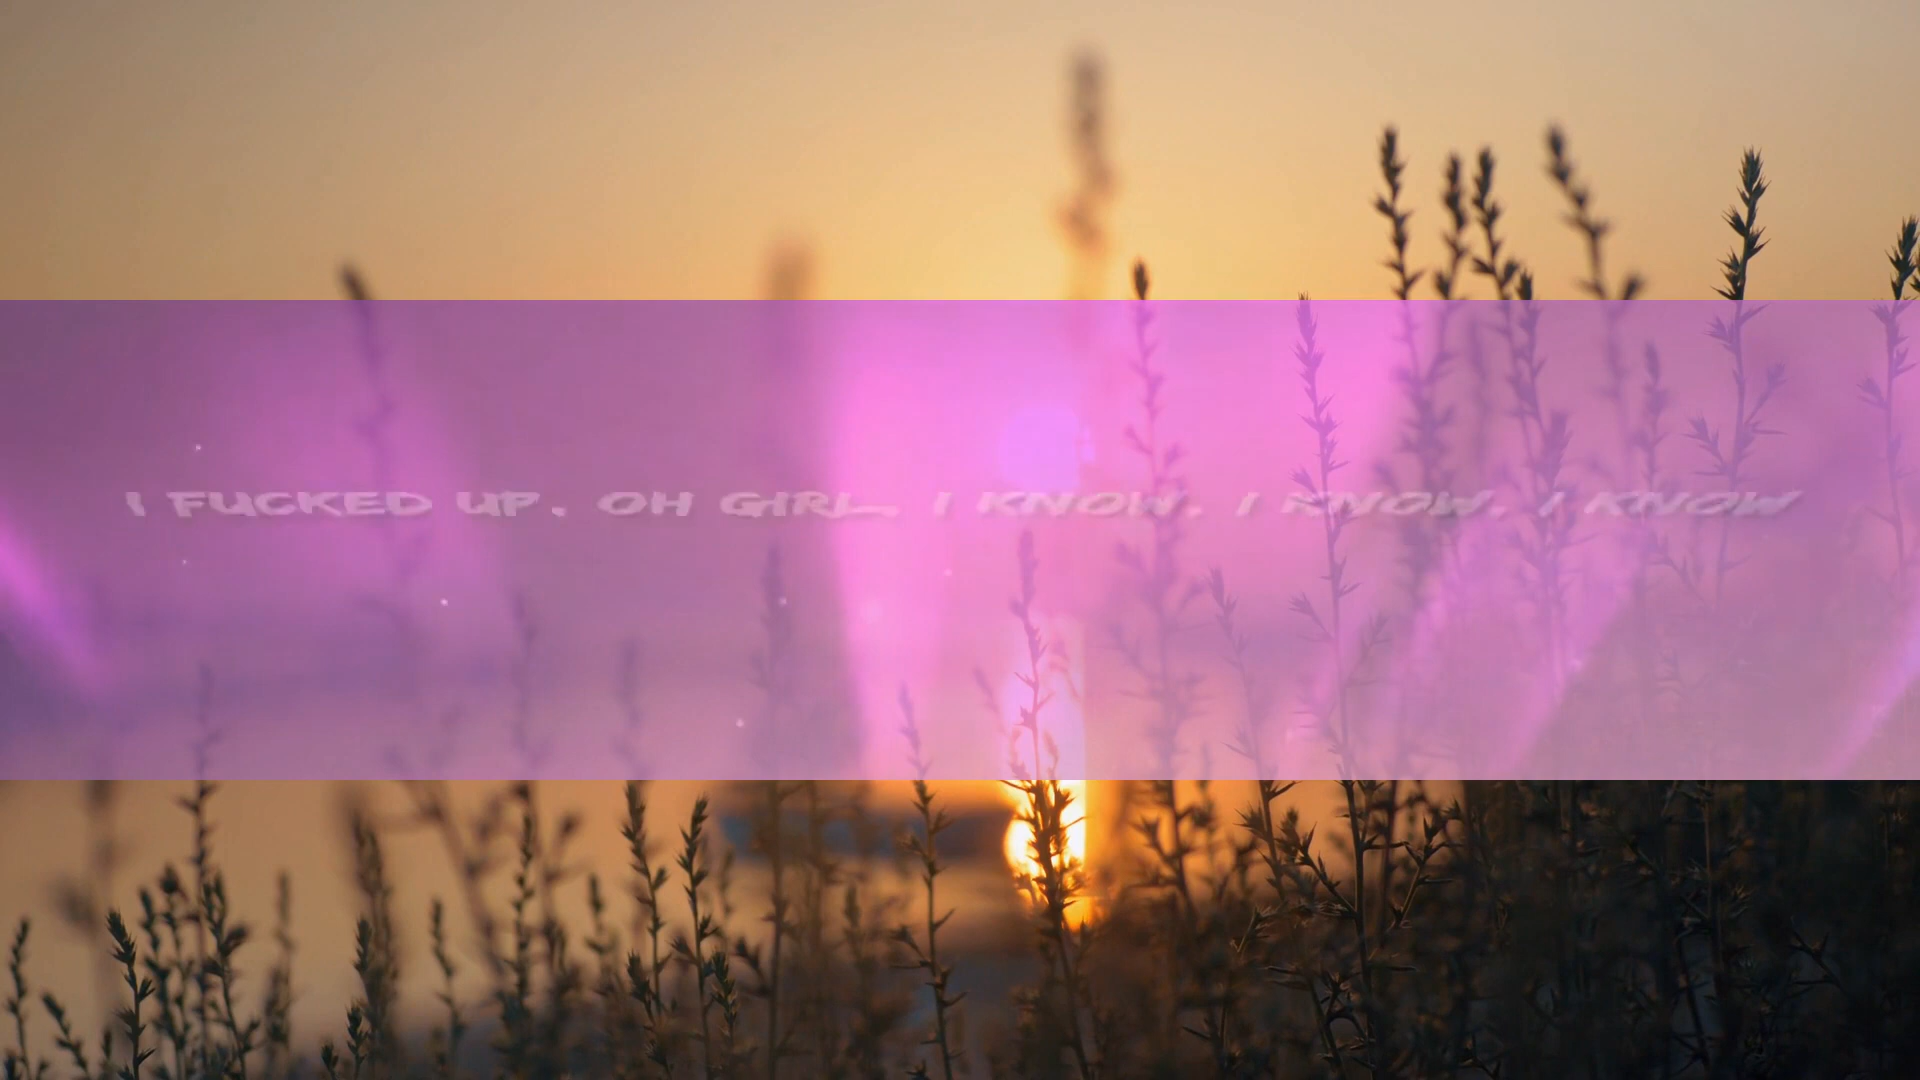 I FUCKED UP. OH GIRL, I KNOW, I KNOW, I KNOW